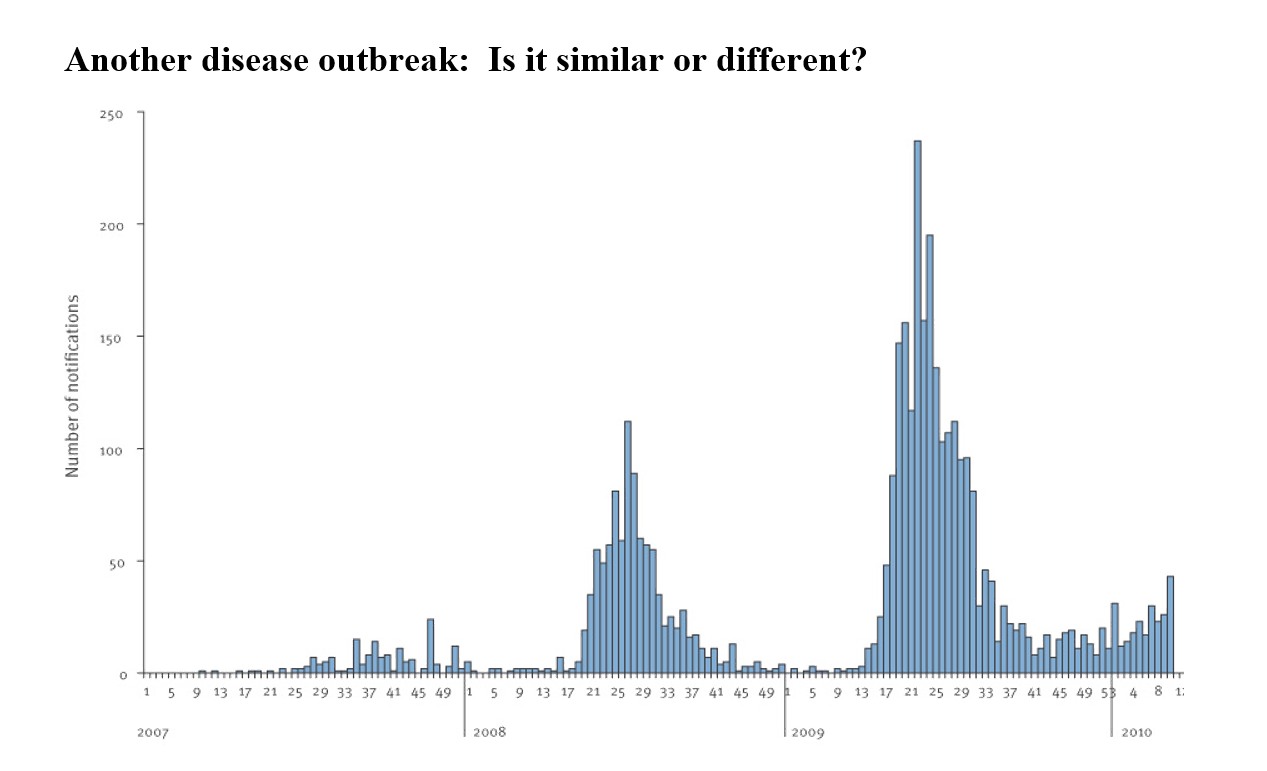 Another disease outbreak:  Is it similar or different?
250
200
150
100
50
0
Number of notifications
1 5 9 13 17 21 25 29 33 37 41 45 49 1 5 9 13 17 21 25 29 33 37 41 45 49 1 5 9 13 17 21 25 29 33 37 41 45 49 53 4 8
2007 2008 2009 2010